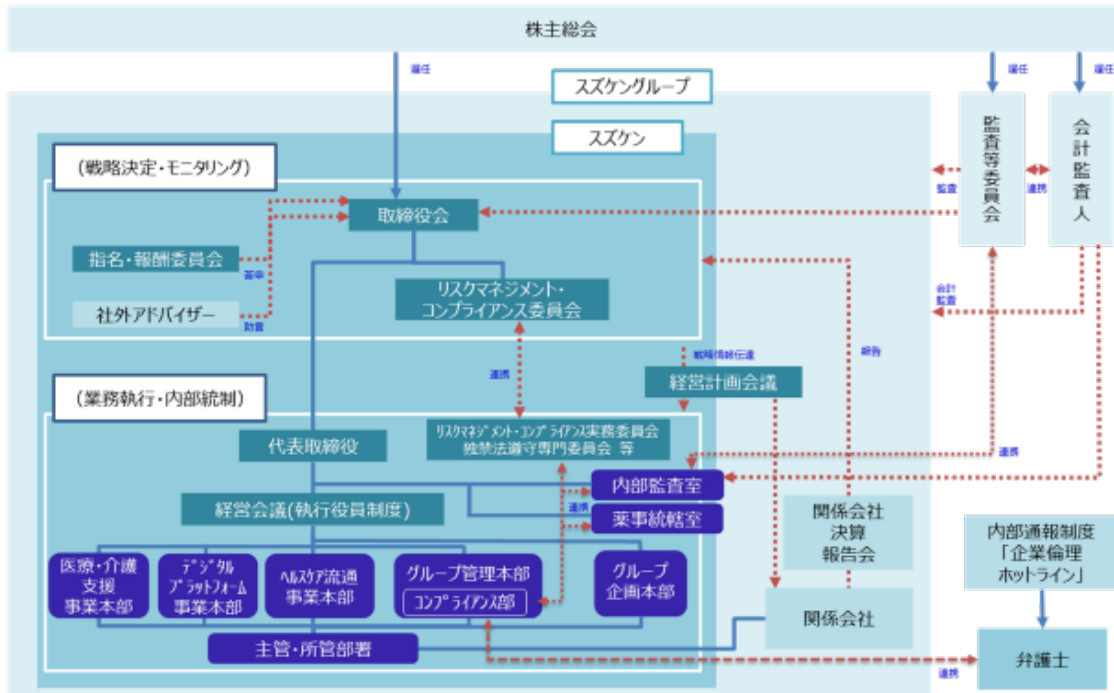 株主総会
選任
選任
選任
スズケングループ
スズケン
監査等委員会
会計監査人
(戦略決定・モニタリング)
監査
連携
取締役会
指名・報酬委員会
答申
リスクマネジメント・
コンプライアンス委員会
社外アドバイザー
助言
会計
監査
戦略情報伝達
報告
連携
経営計画会議
(業務執行・内部統制)
代表取締役
リスクマネジメント・コンプライアンス実務委員会
独禁法遵守専門委員会 等
連携
内部監査室
経営会議(執行役員制度)
連携
薬事統轄室
関係会社
決算
報告会
内部通報制度
「企業倫理
ホットライン」
医療・介護
支援
事業本部
デジタル
プラットフォーム
事業本部
ヘルスケア流通
事業本部
グループ管理本部
コンプライアンス部
グループ
企画本部
関係会社
主管・所管部署
弁護士
連携